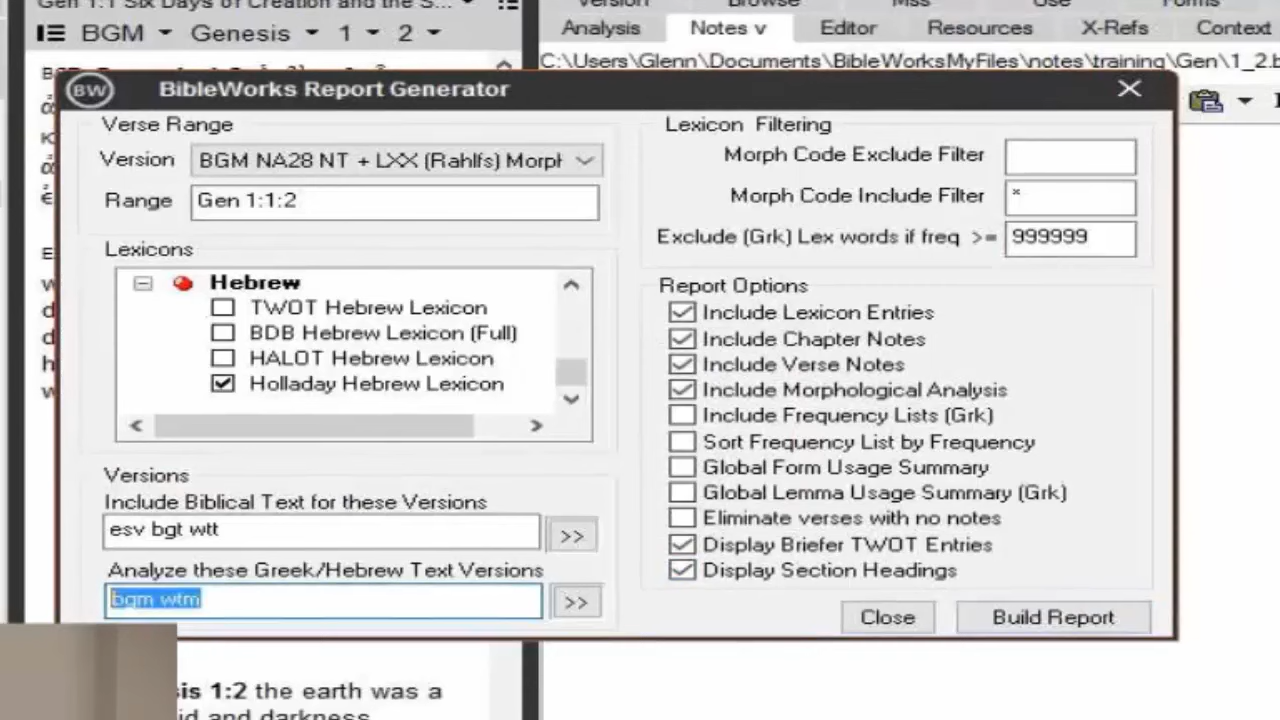 Gen 1:1 Six Days of Creation and the S...
Version Browse Mss Use Forms
BGM Genesis 1 2
Analysis Notes v Editor Resources X-Refs Context
C:\Users\Glenn\Documents\BibleWorksMyFiles\notes\training\Gen\1_2.b
BW BibleWorks Report Generator
Verse Range
Version BGM NA28 NT + LXX (Rahlfs) Morph
Range Gen 1:1:2
Lexicons
Hebrew
TWOT Hebrew Lexicon
BDB Hebrew Lexicon (Full)
HALOT Hebrew Lexicon
Holladay Hebrew Lexicon
Versions
Include Biblical Text for these Versions
esv bgt wtt >>
Analyze these Greek/Hebrew Text Versions
bgm wtm >>
Lexicon Filtering
Morph Code Exclude Filter
Morph Code Include Filter *
Exclude (Grk) Lex words if freq >= 999999
Report Options
Include Lexicon Entries
Include Chapter Notes
Include Verse Notes
Include Morphological Analysis
Include Frequency Lists (Grk)
Sort Frequency List by Frequency
Global Form Usage Summary
Global Lemma Usage Summary (Grk)
Eliminate verses with no notes
Display Briefer TWOT Entries
Display Section Headings
Close Build Report
sis 1:2 the earth was a
id and darkness